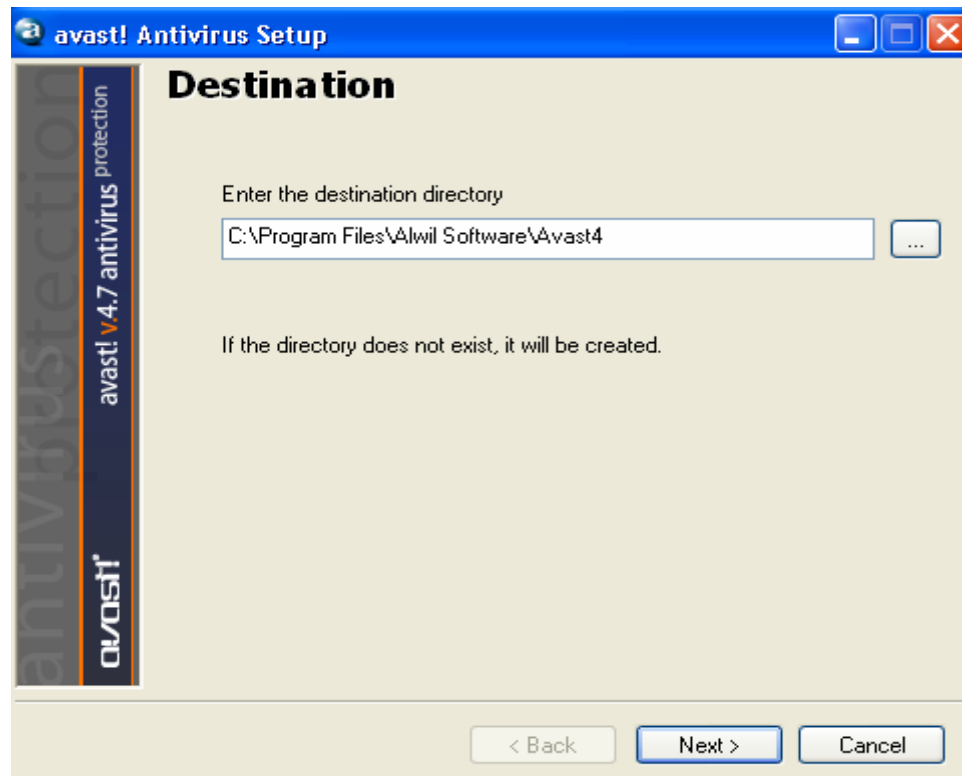 avast! Antivirus Setup
Destination
Enter the destination directory
C:\Program Files\Alwil Software\Avast4
...
If the directory does not exist, it will be created.
antivirus protection
avast! v.4.7 antivirus protection
avast!
< Back
Next >
Cancel